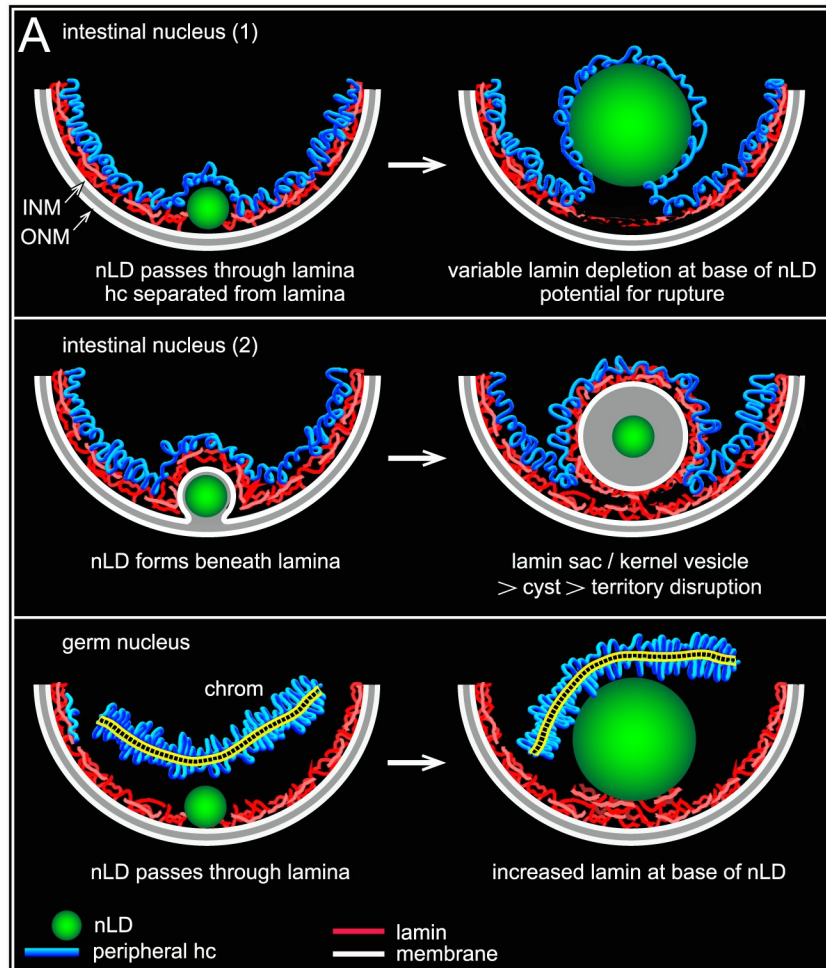 A
intestinal nucleus (1)
INM
ONM
nLD passes through lamina
hc separated from lamina
variable lamin depletion at base of nLD
potential for rupture
intestinal nucleus (2)
nLD forms beneath lamina
lamin sac / kernel vesicle
> cyst > territory disruption
germ nucleus
chrom
nLD passes through lamina
increased lamin at base of nLD
nLD
peripheral hc
lamin
membrane